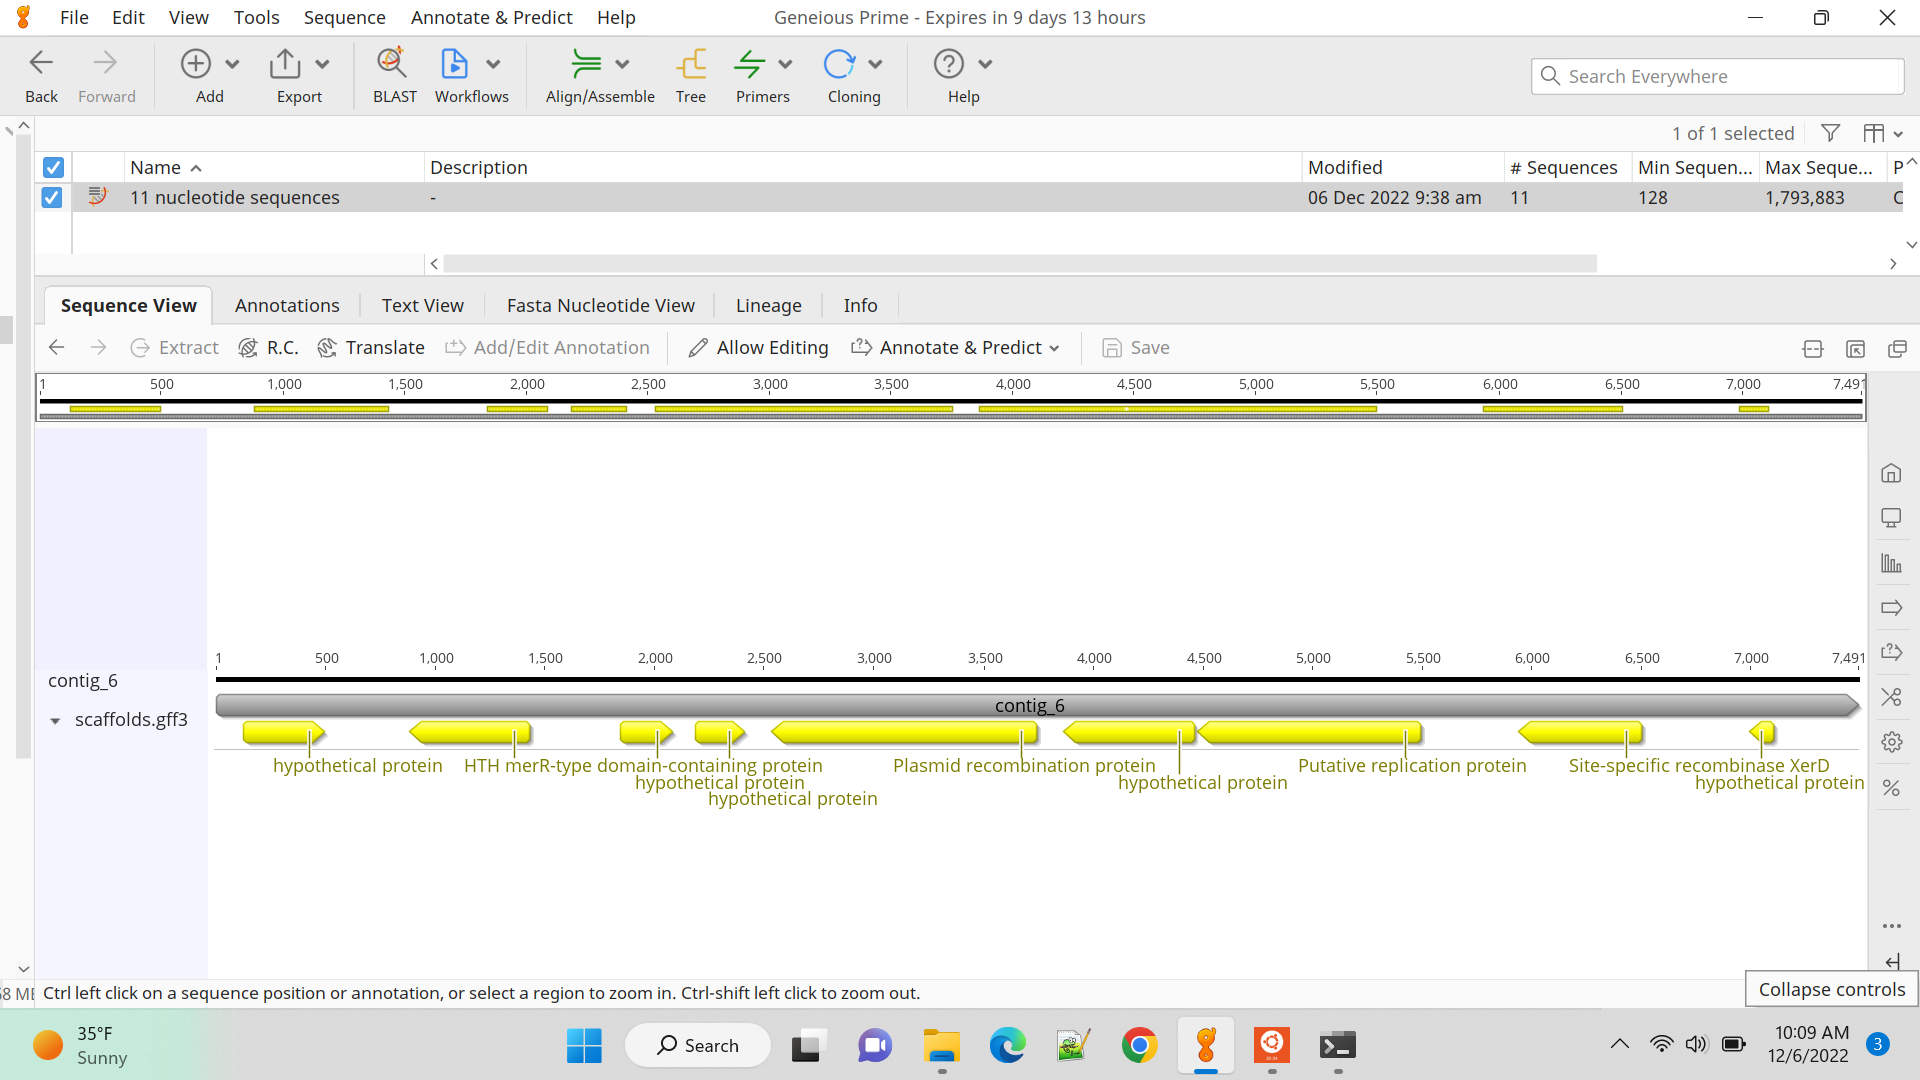 File Edit View Tools Sequence Annotate & Predict Help Geneious Prime - Expires in 9 days 13 hours
Back Forward Add Export BLAST Workflows Align/Assemble Tree Primers Cloning Help Search Everywhere
1 of 1 selected
Name Description Modified # Sequences Min Sequen... Max Seque... P
11 nucleotide sequences - 06 Dec 2022 9:38 am 11 128 1,793,883 C
Sequence View Annotations Text View Fasta Nucleotide View Lineage Info
Extract R.C. Translate Add/Edit Annotation Allow Editing Annotate & Predict Save
1 500 1,000 1,500 2,000 2,500 3,000 3,500 4,000 4,500 5,000 5,500 6,000 6,500 7,000 7,491
1 500 1,000 1,500 2,000 2,500 3,000 3,500 4,000 4,500 5,000 5,500 6,000 6,500 7,000 7,491
contig_6
contig_6
scaffolds.gff3
hypothetical protein HTH merR-type domain-containing protein Plasmid recombination protein Putative replication protein Site-specific recombinase XerD
hypothetical protein hypothetical protein hypothetical protein
hypothetical protein
Collapse controls
Ctrl left click on a sequence position or annotation, or select a region to zoom in. Ctrl-shift left click to zoom out.
35°F
Sunny
Search
10:09 AM
12/6/2022
3